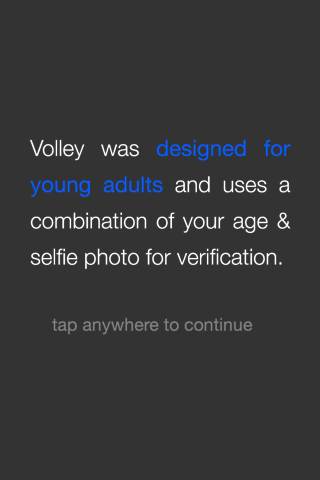 Volley was designed for
young adults and uses a
combination of your age &
selfie photo for verification.
tap anywhere to continue